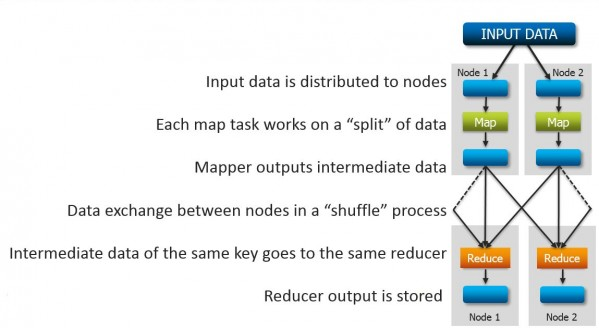 INPUT DATA
Node 1
Node 2
Input data is distributed to nodes
Each map task works on a “split” of data
Map
Map
Mapper outputs intermediate data
Data exchange between nodes in a “shuffle” process
Intermediate data of the same key goes to the same reducer
Reduce
Reduce
Reducer output is stored
Node 1
Node 2